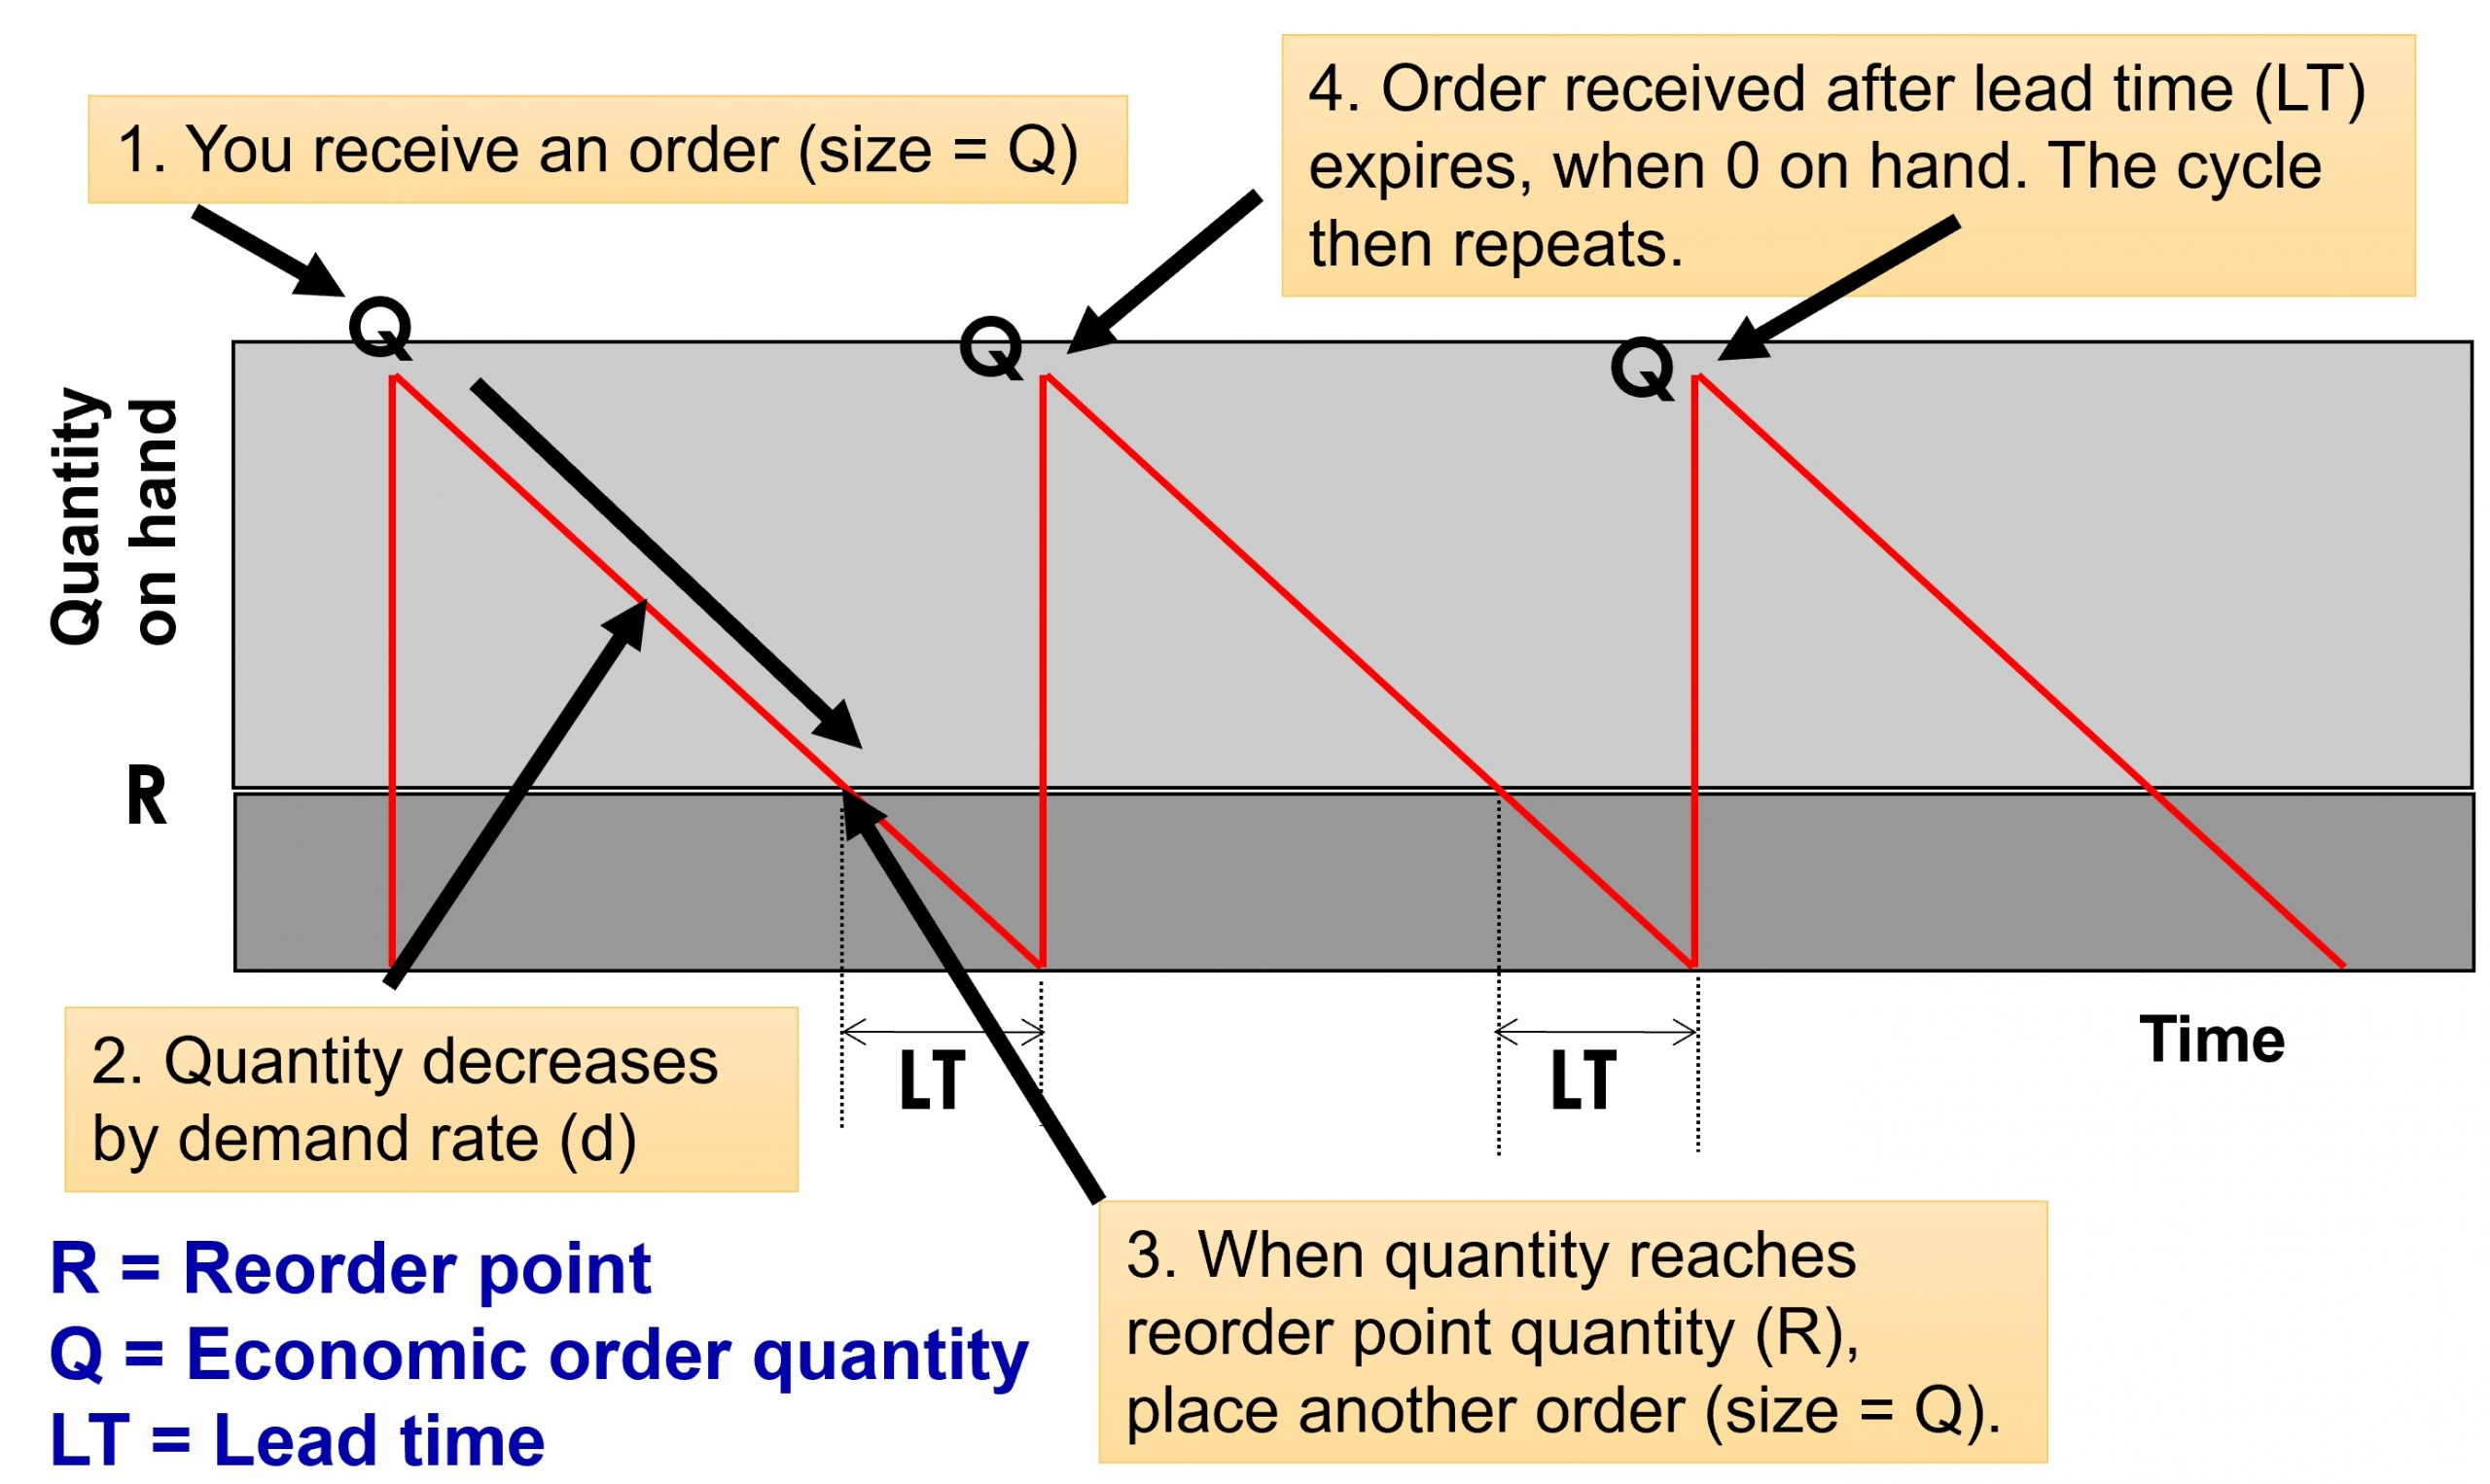 1. You receive an order (size = Q)
4. Order received after lead time (LT)
expires, when 0 on hand. The cycle
then repeats.
Q
Q
Q
Quantity
on hand
R
LT
LT
Time
2. Quantity decreases
by demand rate (d)
3. When quantity reaches
reorder point quantity (R),
place another order (size = Q).
R = Reorder point
Q = Economic order quantity
LT = Lead time